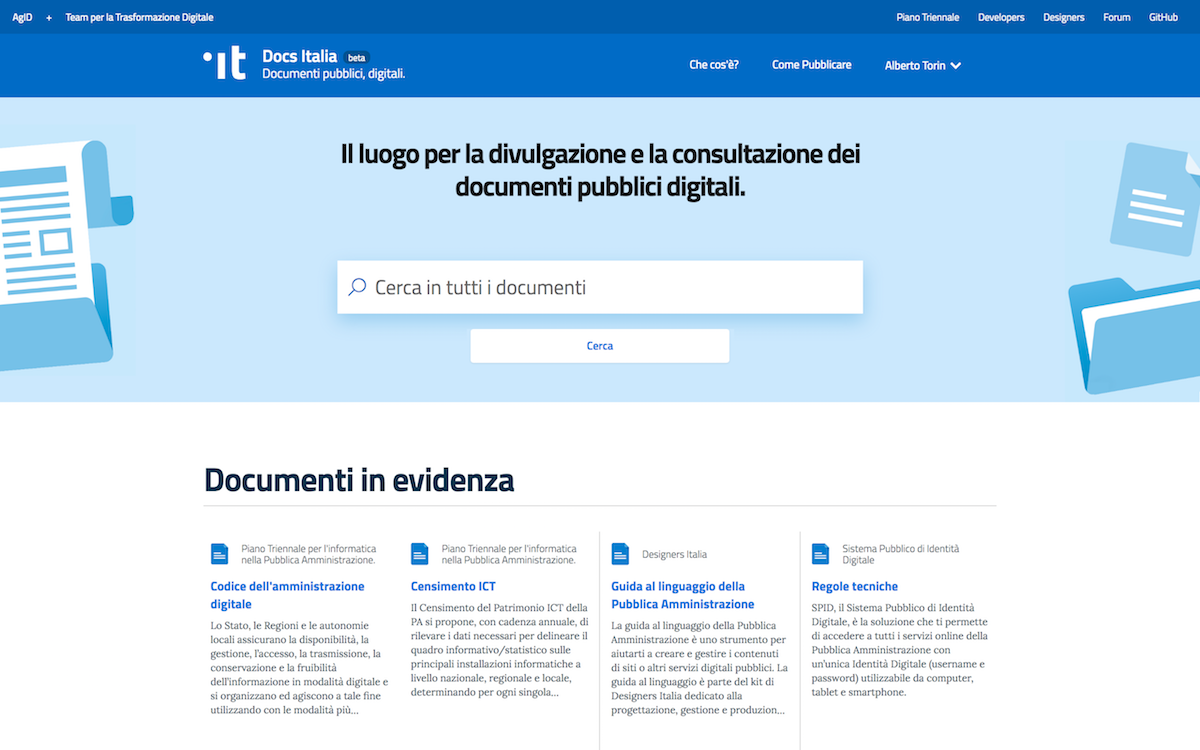 AgID + Team per la Trasformazione Digitale
Piano Triennale Developers Designers Forum GitHub
·it
Docs Italia beta
Documenti pubblici, digitali.
Che cos'è? Come Pubblicare Alberto Torin
Il luogo per la divulgazione e la consultazione dei
documenti pubblici digitali.
Cerca in tutti i documenti
Cerca
Documenti in evidenza
Piano Triennale per l'informatica
nella Pubblica Amministrazione.
Codice dell'amministrazione
digitale
Lo Stato, le Regioni e le autonomie
locali assicurano la disponibilità, la
gestione, l'accesso, la trasmissione, la
conservazione e la fruibilità
dell'informazione in modalità digitale e
si organizzano ed agiscono a tale fine
utilizzando con le modalità più...
Piano Triennale per l'informatica
nella Pubblica Amministrazione.
Censimento ICT
Il Censimento del Patrimonio ICT della
PA si propone, con cadenza annuale, di
rilevare i dati necessari per delineare il
quadro informativo/statistico sulle
principali installazioni informatiche a
livello nazionale, regionale e locale,
determinando per ogni singola...
Designers Italia
Guida al linguaggio della
Pubblica Amministrazione
La guida al linguaggio della Pubblica
Amministrazione è uno strumento per
aiutarti a creare e gestire i contenuti
di siti o altri servizi digitali pubblici. La
guida al linguaggio è parte del kit di
Designers Italia dedicato alla
progettazione, gestione e produzion...
Sistema Pubblico di Identità
Digitale
Regole tecniche
SPID, il Sistema Pubblico di Identità
Digitale, è la soluzione che ti permette
di accedere a tutti i servizi online della
Pubblica Amministrazione con
un'unica Identità Digitale (username e
password) utilizzabile da computer,
tablet e smartphone.